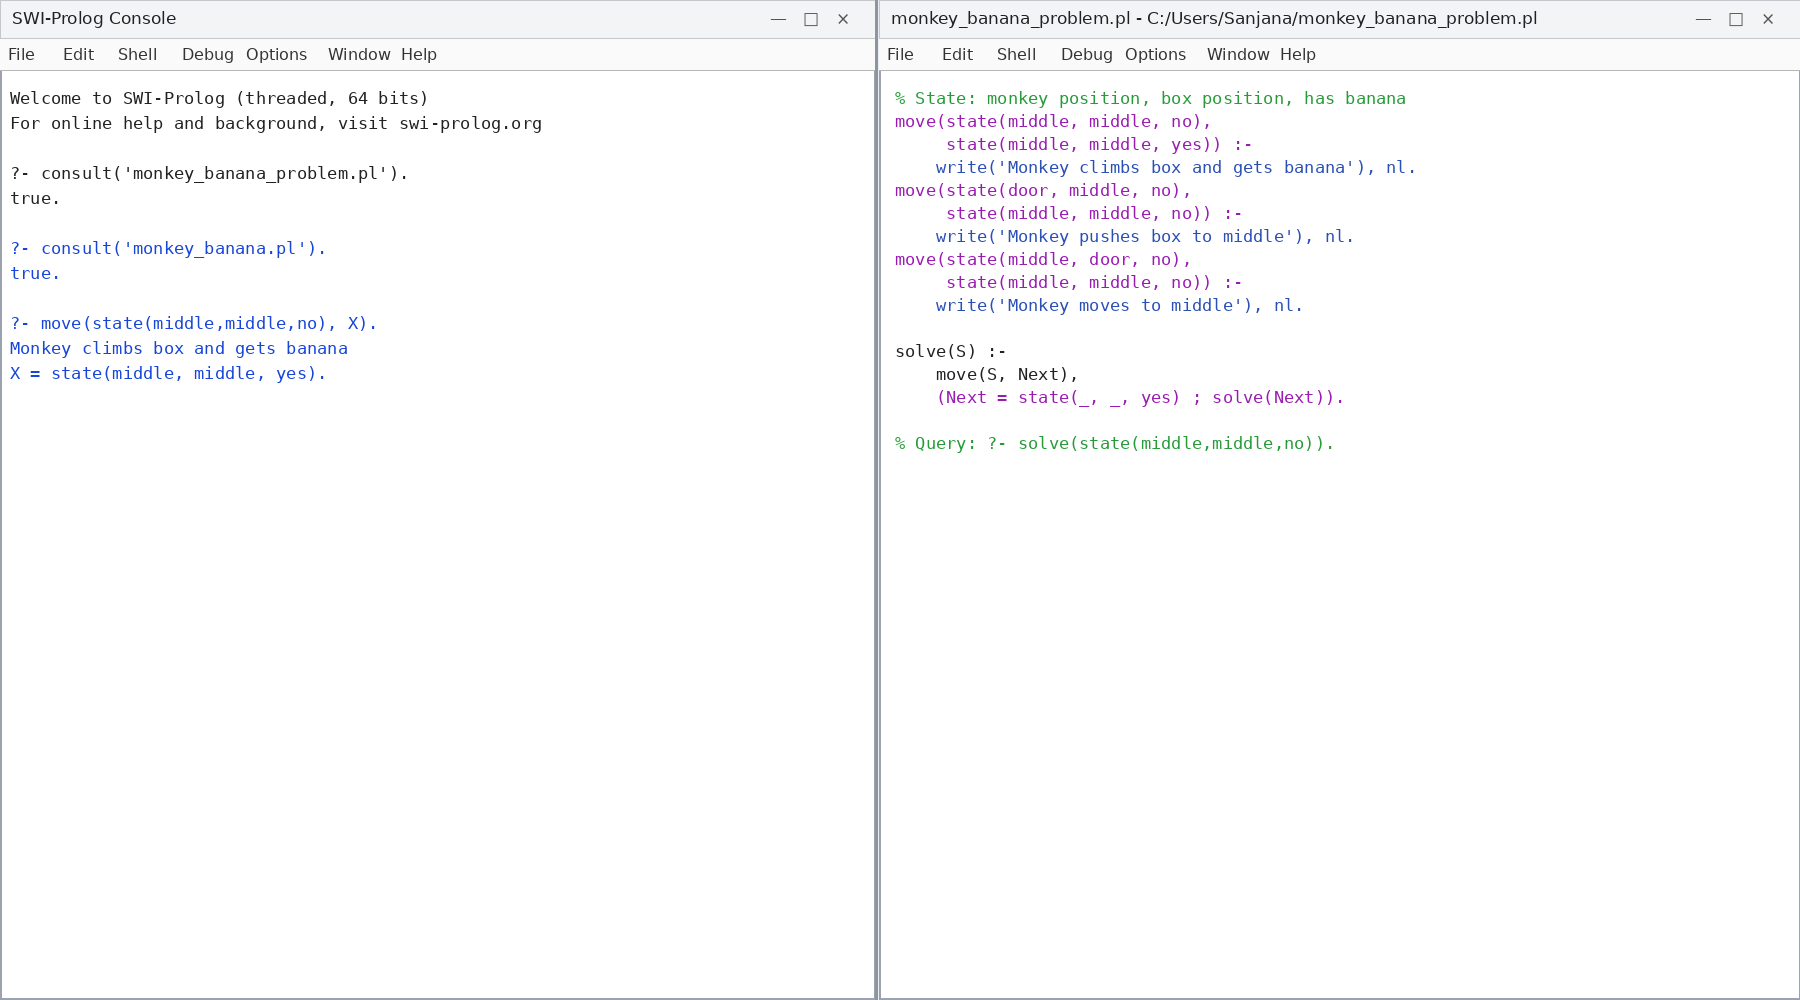 SWI-Prolog Console
File Edit Shell Debug Options Window Help
Welcome to SWI-Prolog (threaded, 64 bits)
For online help and background, visit swi-prolog.org
?- consult('monkey_banana_problem.pl').
true.
?- consult('monkey_banana.pl').
true.
?- move(state(middle,middle,no), X).
Monkey climbs box and gets banana
X = state(middle, middle, yes).
monkey_banana_problem.pl - C:/Users/Sanjana/monkey_banana_problem.pl
File Edit Shell Debug Options Window Help
% State: monkey position, box position, has banana
move(state(middle, middle, no),
     state(middle, middle, yes)) :-
    write('Monkey climbs box and gets banana'), nl.
move(state(door, middle, no),
     state(middle, middle, no)) :-
    write('Monkey pushes box to middle'), nl.
move(state(middle, door, no),
     state(middle, middle, no)) :-
    write('Monkey moves to middle'), nl.
solve(S) :-
    move(S, Next),
    (Next = state(_, _, yes) ; solve(Next)).
% Query: ?- solve(state(middle,middle,no)).